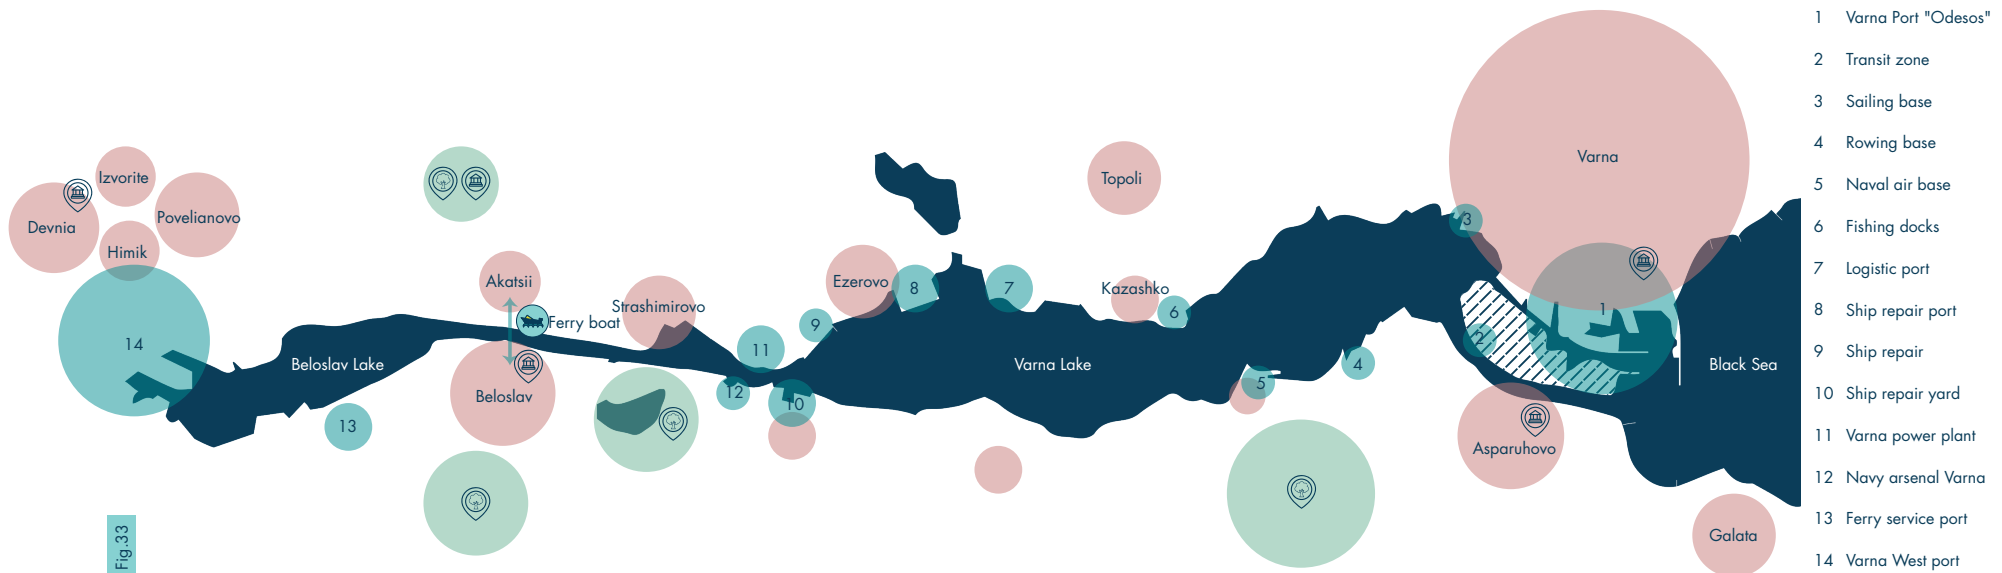 Izvorite
Devnia
Povelianovo
Himik
14
Beloslav Lake
13
Akatsii
Ferry boat
Strashimirovo
Beloslav
11
12
9
10
Ezerovo
8
7
Varna Lake
Topoli
Kazashko
6
5
4
3
Varna
2
1
Black Sea
Asparuhovo
Galata
Fig.33
1 Varna Port "Odesos"
2 Transit zone
3 Sailing base
4 Rowing base
5 Naval air base
6 Fishing docks
7 Logistic port
8 Ship repair port
9 Ship repair
10 Ship repair yard
11 Varna power plant
12 Navy arsenal Varna
13 Ferry service port
14 Varna West port